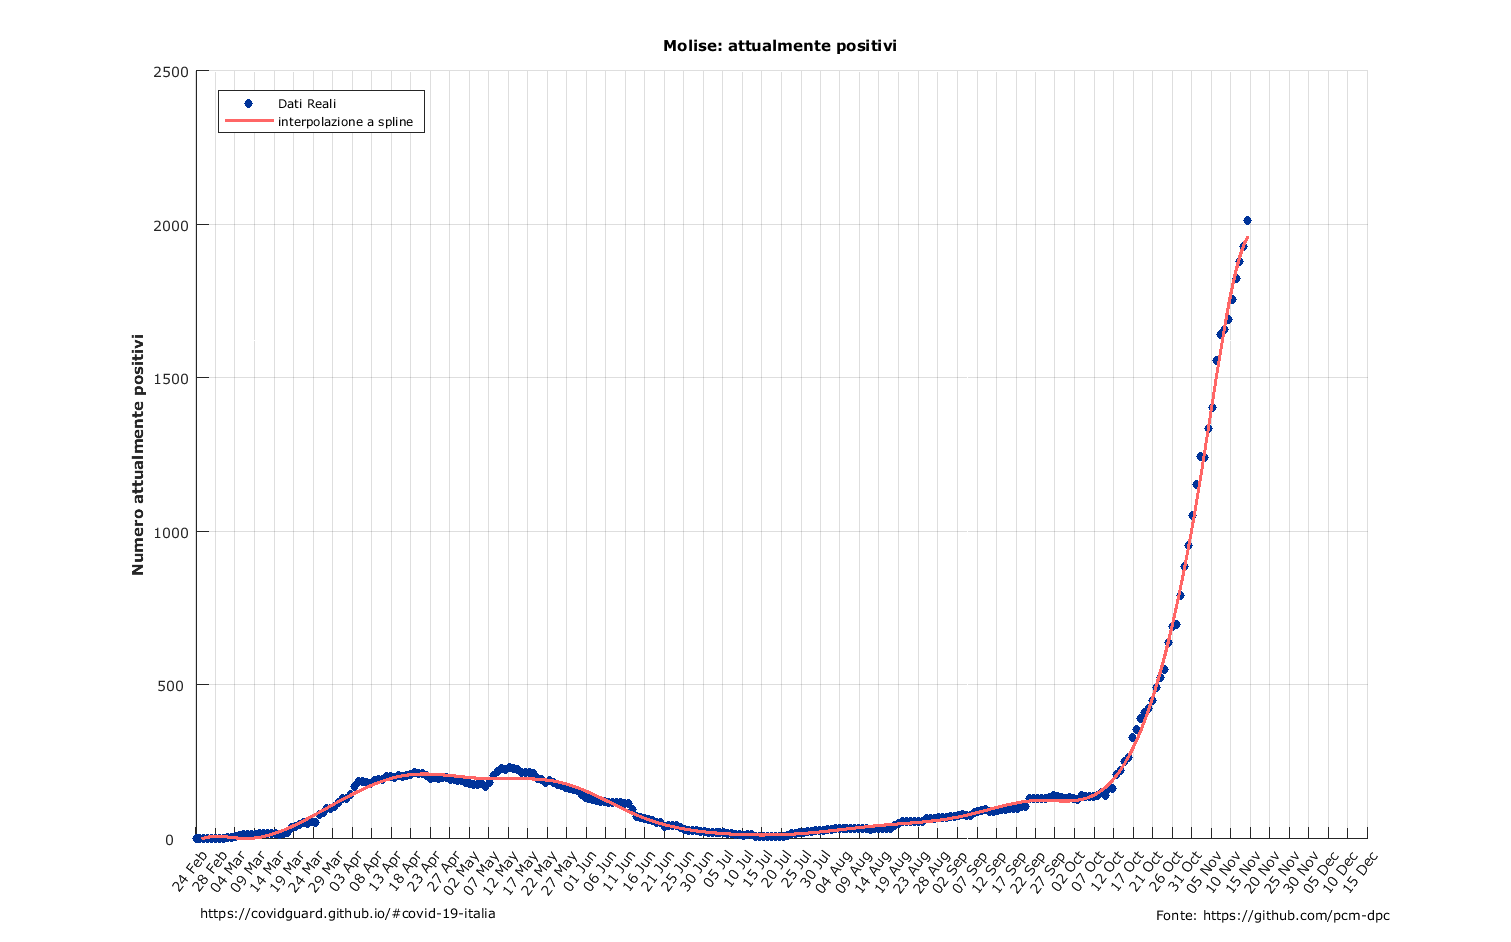 Molise: attualmente positivi
2500
2000
1500
1000
500
0
Numero attualmente positivi
Dati Reali
interpolazione a spline
24 Feb
28 Feb
04 Mar
09 Mar
14 Mar
19 Mar
24 Mar
29 Mar
03 Apr
08 Apr
13 Apr
18 Apr
23 Apr
27 Apr
02 May
07 May
12 May
17 May
22 May
27 May
01 Jun
06 Jun
11 Jun
16 Jun
21 Jun
25 Jun
30 Jun
05 Jul
10 Jul
15 Jul
20 Jul
25 Jul
30 Jul
04 Aug
09 Aug
14 Aug
19 Aug
23 Aug
28 Aug
02 Sep
07 Sep
12 Sep
17 Sep
22 Sep
27 Sep
02 Oct
07 Oct
12 Oct
17 Oct
21 Oct
26 Oct
31 Oct
05 Nov
10 Nov
15 Nov
20 Nov
25 Nov
30 Nov
05 Dec
10 Dec
15 Dec
https://covidguard.github.io/#covid-19-italia
Fonte: https://github.com/pcm-dpc